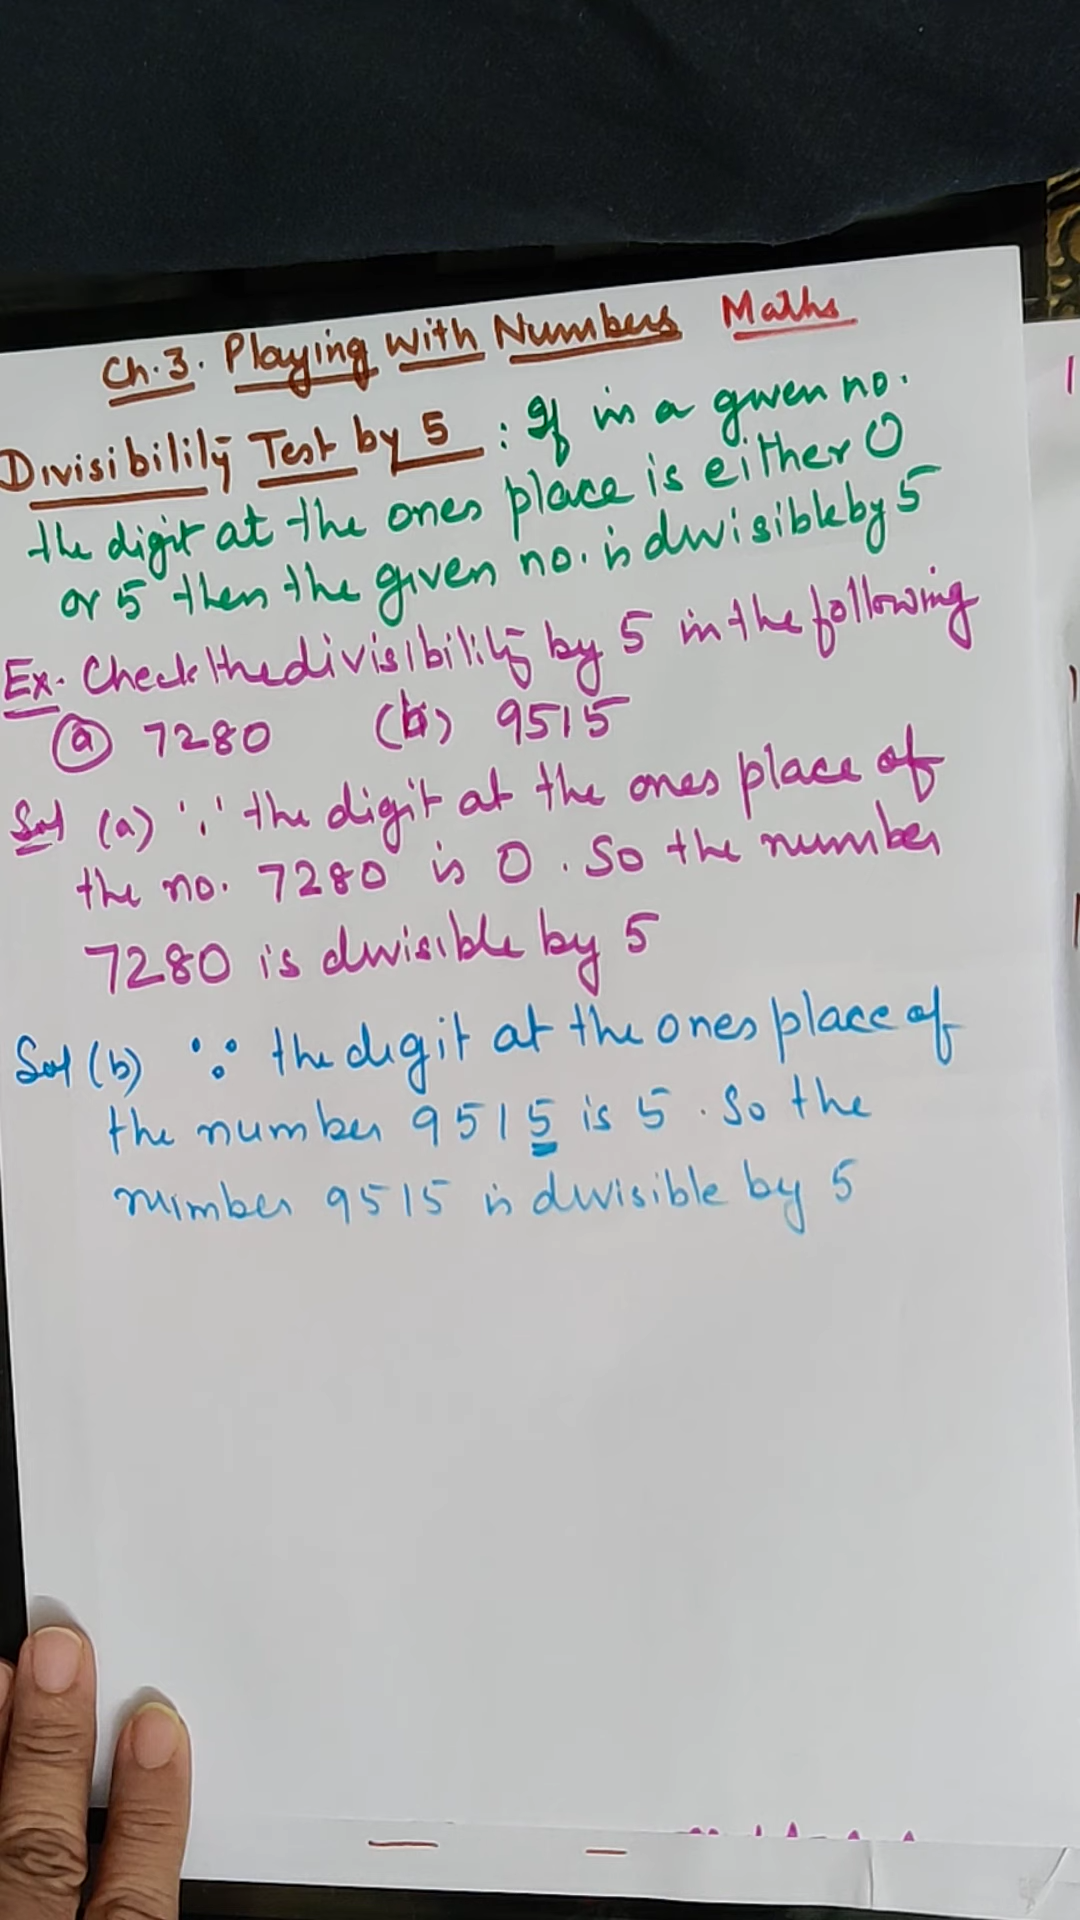 Ch.3. Playing With Numbers Maths
Divisibility Test by 5 : If in a given no.
the digit at the ones place is either 0
or 5 then the given no. is divisible by 5
Ex. Check the divisibility by 5 in the following
(a) 7280 (b) 9515
Sol (a) ∵ the digit at the ones place of
the no. 7280 is 0. So the number
7280 is divisible by 5
Sol (b) ∵ the digit at the ones place of
the number 9515 is 5. So the
number 9515 is divisible by 5